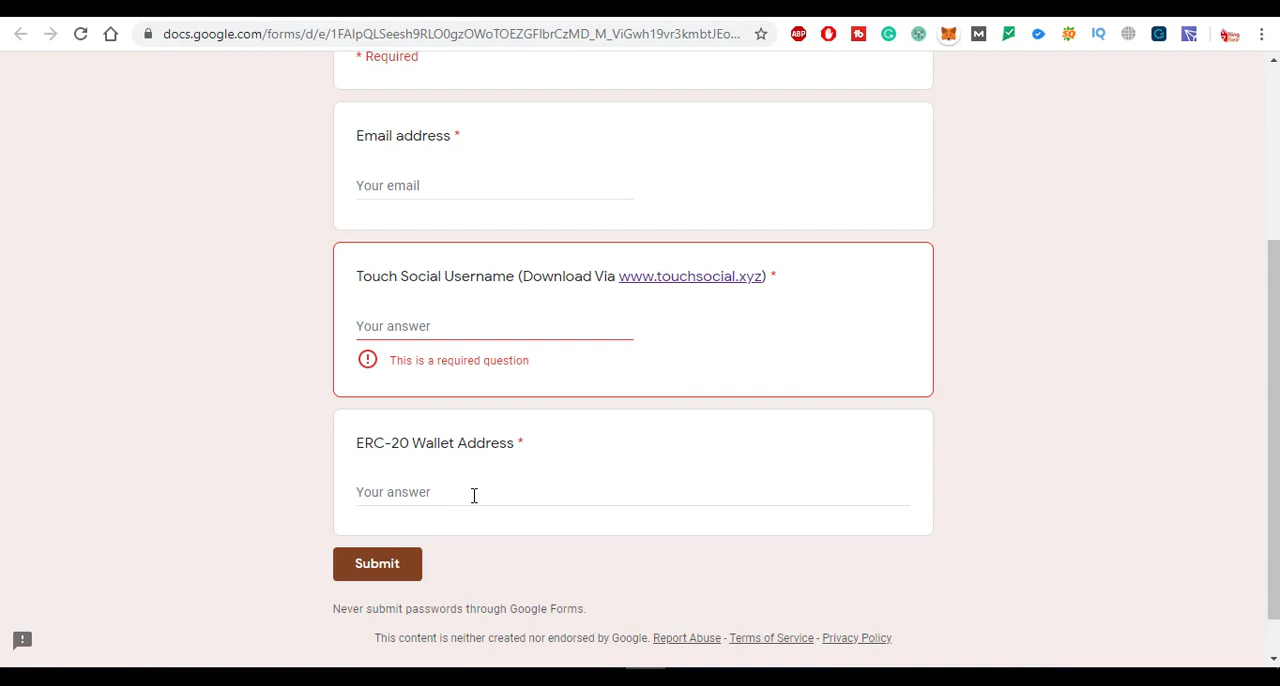 docs.google.com/forms/d/e/
* Required
Email address *
Your email
Touch Social Username (Download Via www.touchsocial.xyz) *
Your answer
This is a required question
ERC-20 Wallet Address *
Your answer
Submit
Never submit passwords through Google Forms.
This content is neither created nor endorsed by Google. Report Abuse - Terms of Service - Privacy Policy